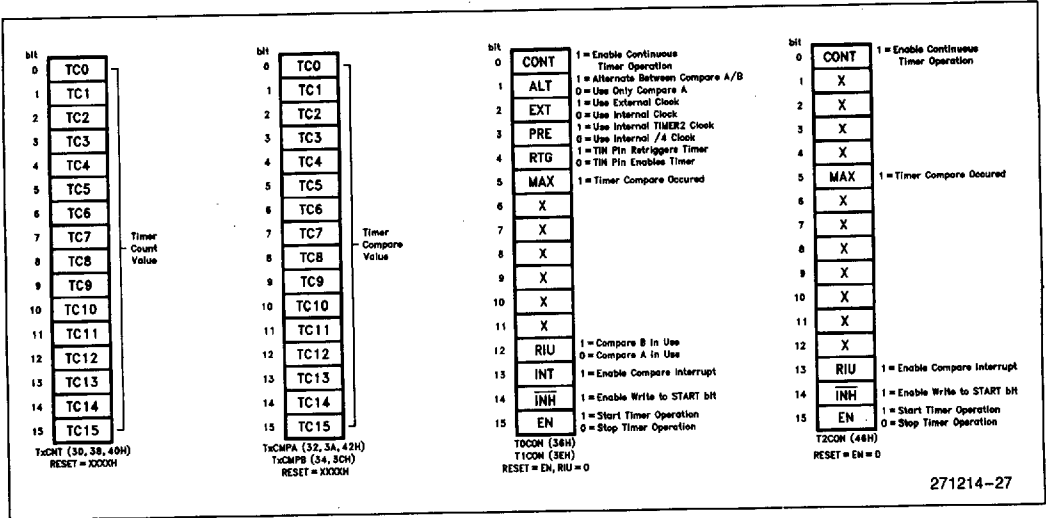 bit
0 TC0
1 TC1
2 TC2
3 TC3
4 TC4
5 TC5
6 TC6
7 TC7
8 TC8
9 TC9
10 TC10
11 TC11
12 TC12
13 TC13
14 TC14
15 TC15
Timer
Count
Value
TxCNT (30, 38, 40H)
RESET = XXXXH
bit
0 TC0
1 TC1
2 TC2
3 TC3
4 TC4
5 TC5
6 TC6
7 TC7
8 TC8
9 TC9
10 TC10
11 TC11
12 TC12
13 TC13
14 TC14
15 TC15
Timer
Compare
Value
TxCMPA (32, 3A, 42H)
TxCMPB (34, 3CH)
RESET = XXXXH
bit
0 CONT 1 = Enable Continuous
Timer Operation
1 ALT 1 = Alternate Between Compare A/B
0 = Use Only Compare A
2 EXT 1 = Use External Clock
0 = Use Internal Clock
3 PRE 1 = Use Internal TIMER2 Clock
0 = Use Internal /4 Clock
4 RTG 1 = TIN Pin Retriggers Timer
0 = TIN Pin Enables Timer
5 MAX 1 = Timer Compare Occured
6 X
7 X
8 X
9 X
10 X
11 X
12 RIU 1 = Compare B In Use
0 = Compare A in Use
13 INT 1 = Enable Compare Interrupt
14 INH 1 = Enable Write to START bit
15 EN 1 = Start Timer Operation
0 = Stop Timer Operation
T0CON (36H)
T1CON (3EH)
RESET = EN, RIU = 0
bit
0 CONT 1 = Enable Continuous
Timer Operation
1 X
2 X
3 X
4 X
5 MAX 1 = Timer Compare Occured
6 X
7 X
8 X
9 X
10 X
11 X
12 X
13 RIU 1 = Enable Compare Interrupt
14 INH 1 = Enable Write to START bit
15 EN 1 = Start Timer Operation
0 = Stop Timer Operation
T2CON (46H)
RESET = EN = 0
271214-27